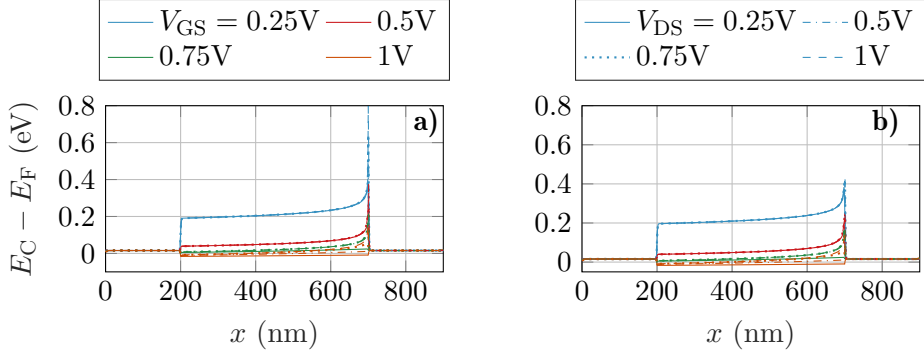 V_GS = 0.25V 0.5V
0.75V 1V
V_DS = 0.25V 0.5V
0.75V 1V
E_C − E_F (eV)
0.8
0.6
0.4
0.2
0
a)
0 200 400 600 800
x (nm)
0.8
0.6
0.4
0.2
0
b)
0 200 400 600 800
x (nm)